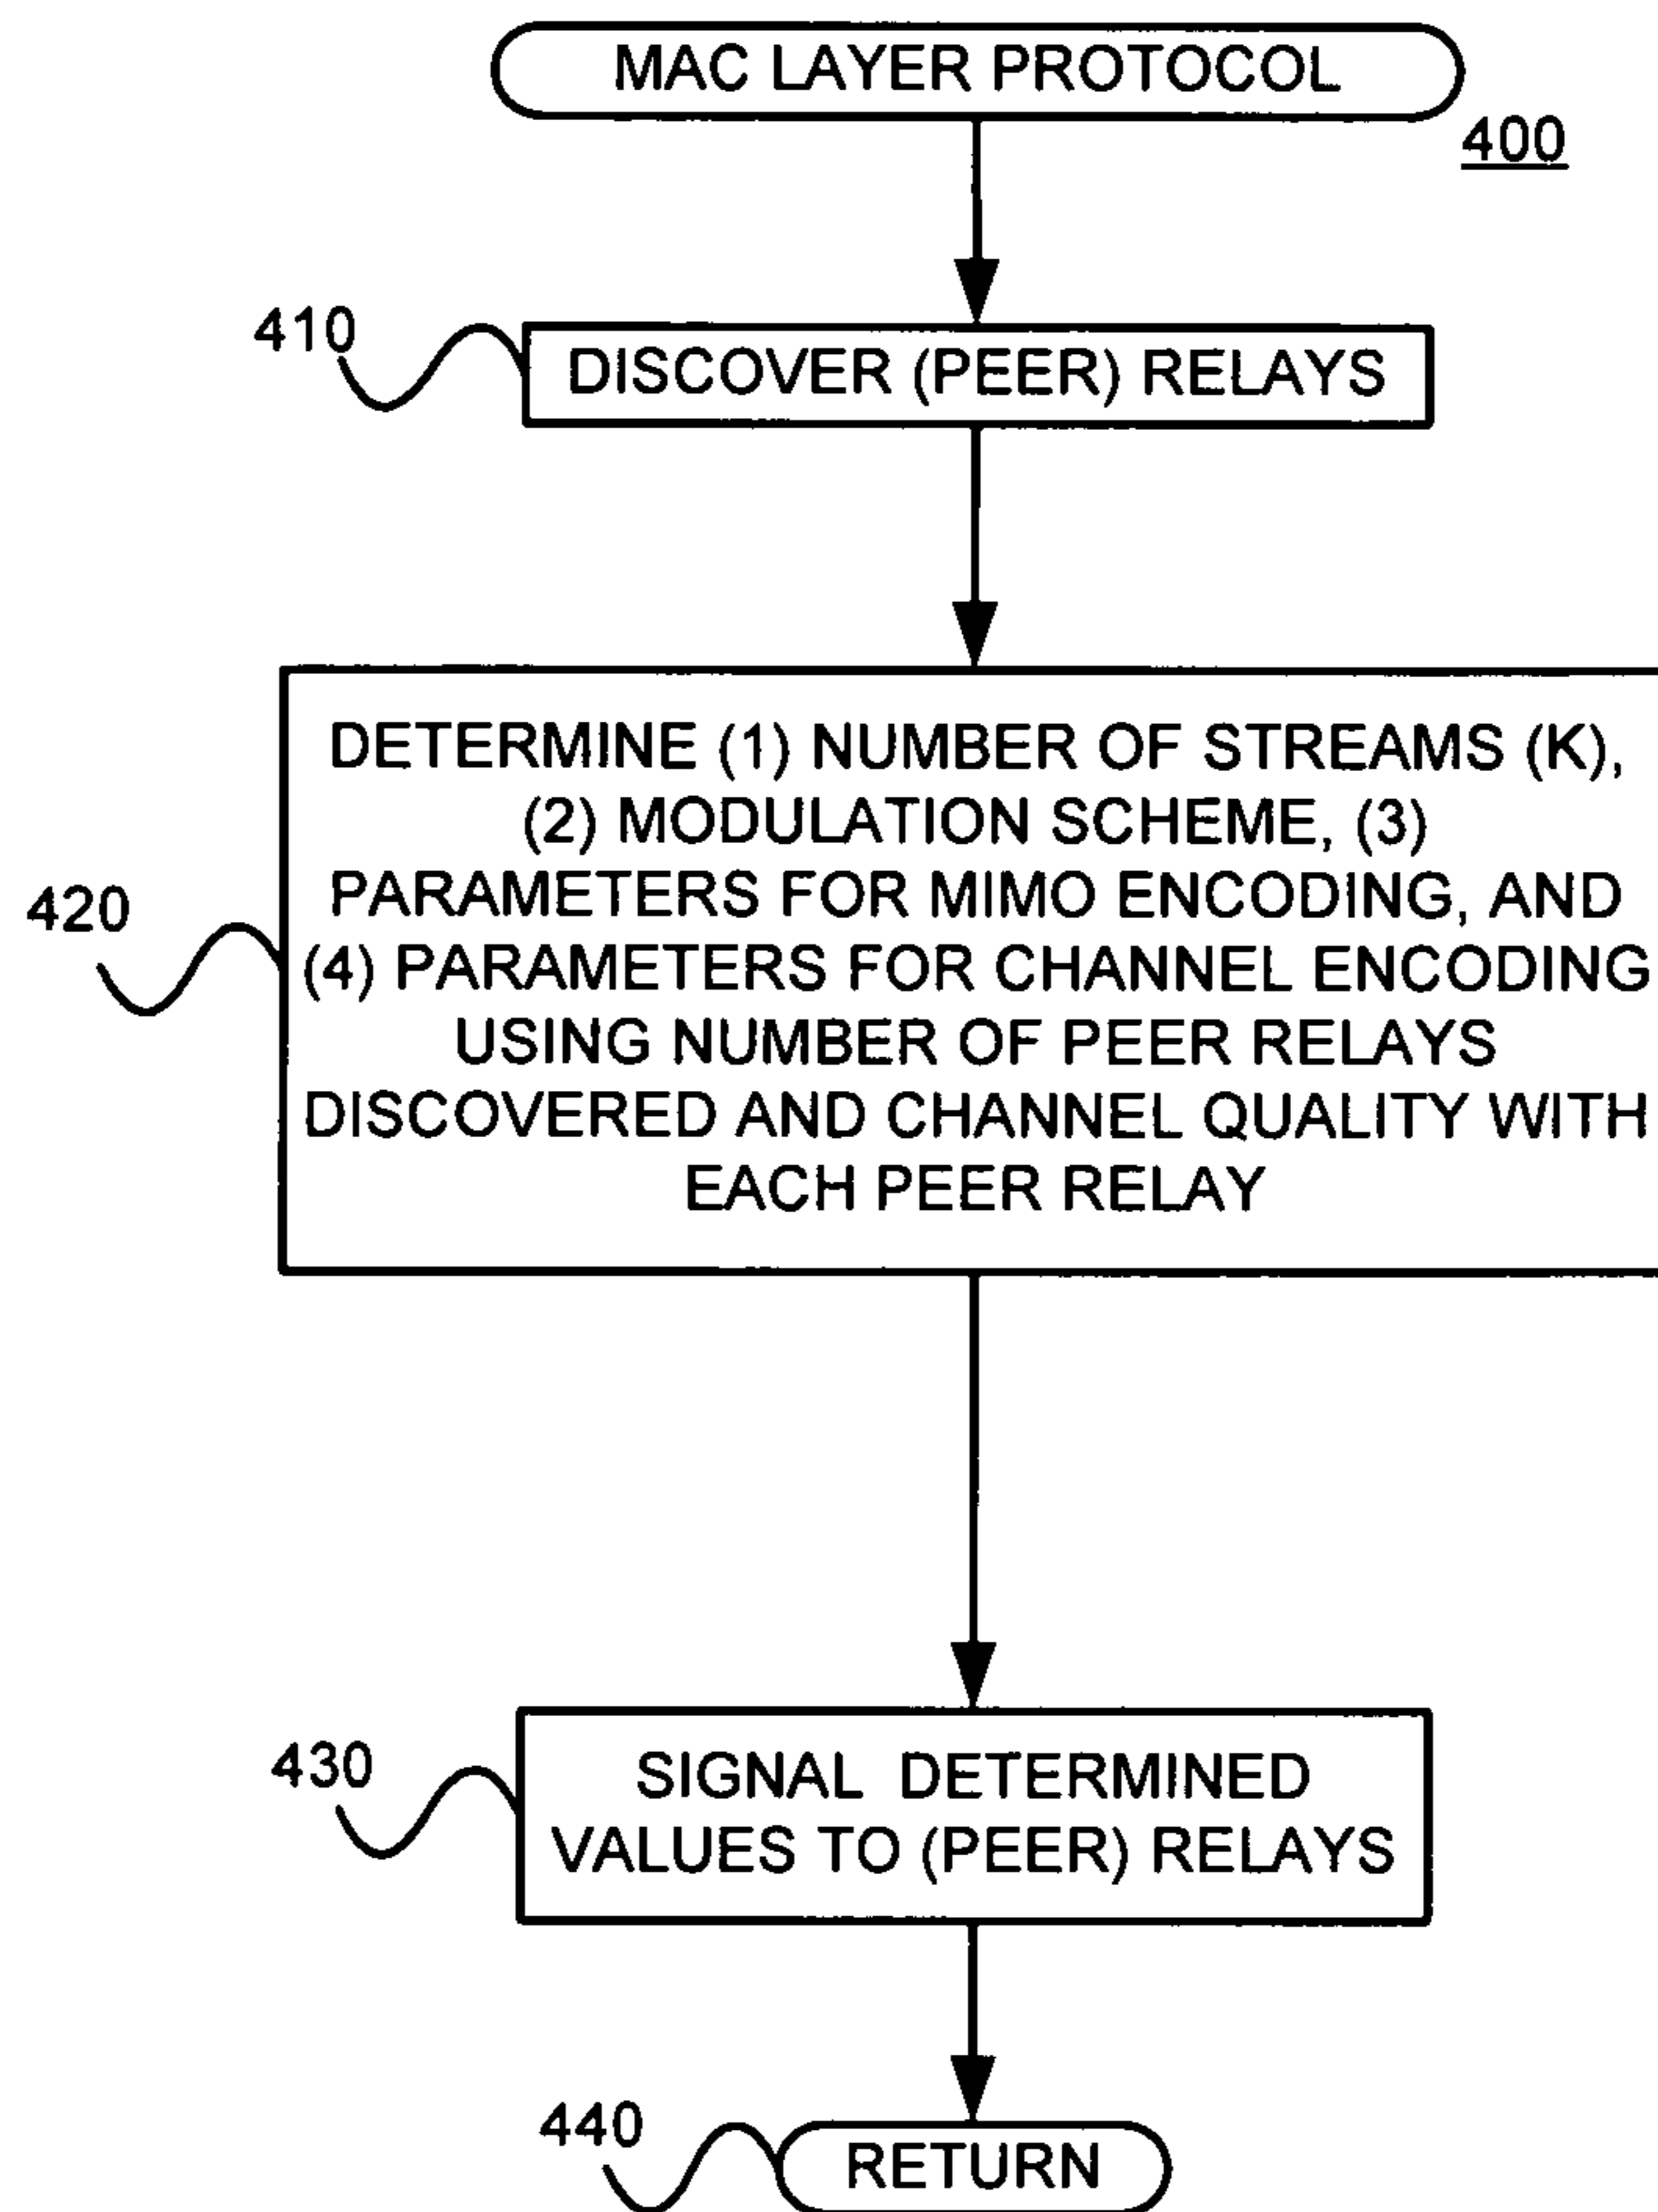 MAC LAYER PROTOCOL
400
410
DISCOVER (PEER) RELAYS
DETERMINE (1) NUMBER OF STREAMS (K),
(2) MODULATION SCHEME, (3)
PARAMETERS FOR MIMO ENCODING, AND
420
(4) PARAMETERS FOR CHANNEL ENCODING
USING NUMBER OF PEER RELAYS
DISCOVERED AND CHANNEL QUALITY WITH
EACH PEER RELAY
430
SIGNAL DETERMINED
VALUES TO (PEER) RELAYS
440
RETURN